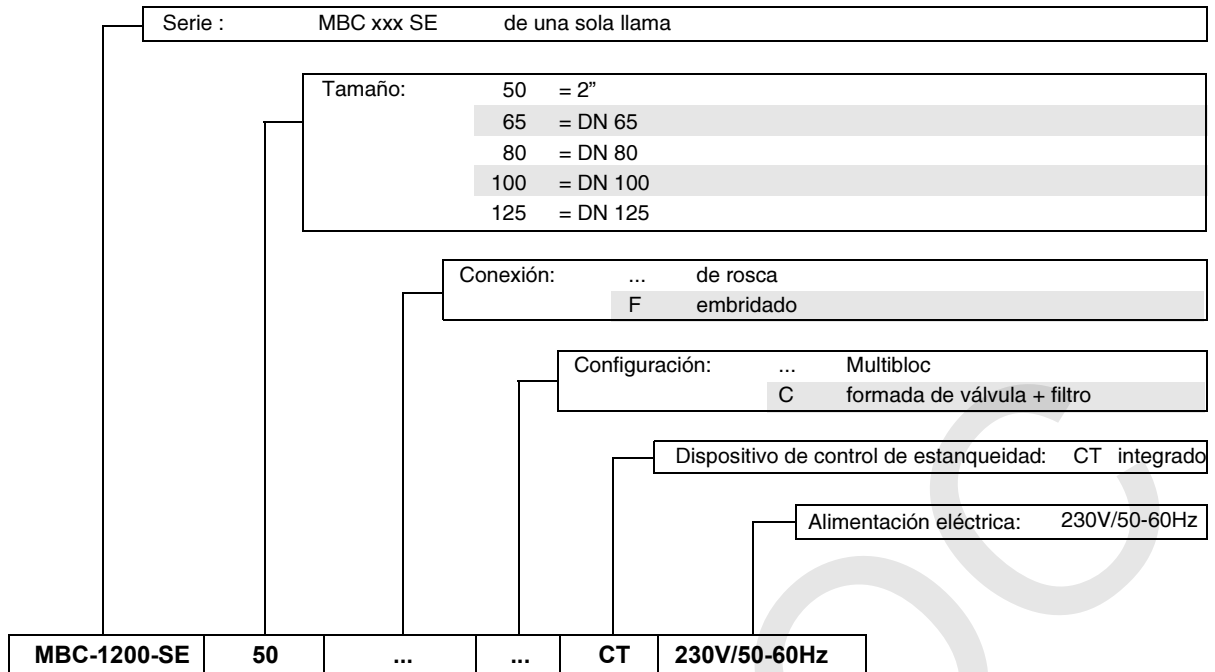 Serie : MBC xxx SE de una sola llama
Tamaño: 50 = 2”
65 = DN 65
80 = DN 80
100 = DN 100
125 = DN 125
Conexión: ... de rosca
F embridado
Configuración: ... Multibloc
C formada de válvula + filtro
Dispositivo de control de estanqueidad: CT integrado
Alimentación eléctrica: 230V/50-60Hz
MBC-1200-SE 50 ... ... CT 230V/50-60Hz